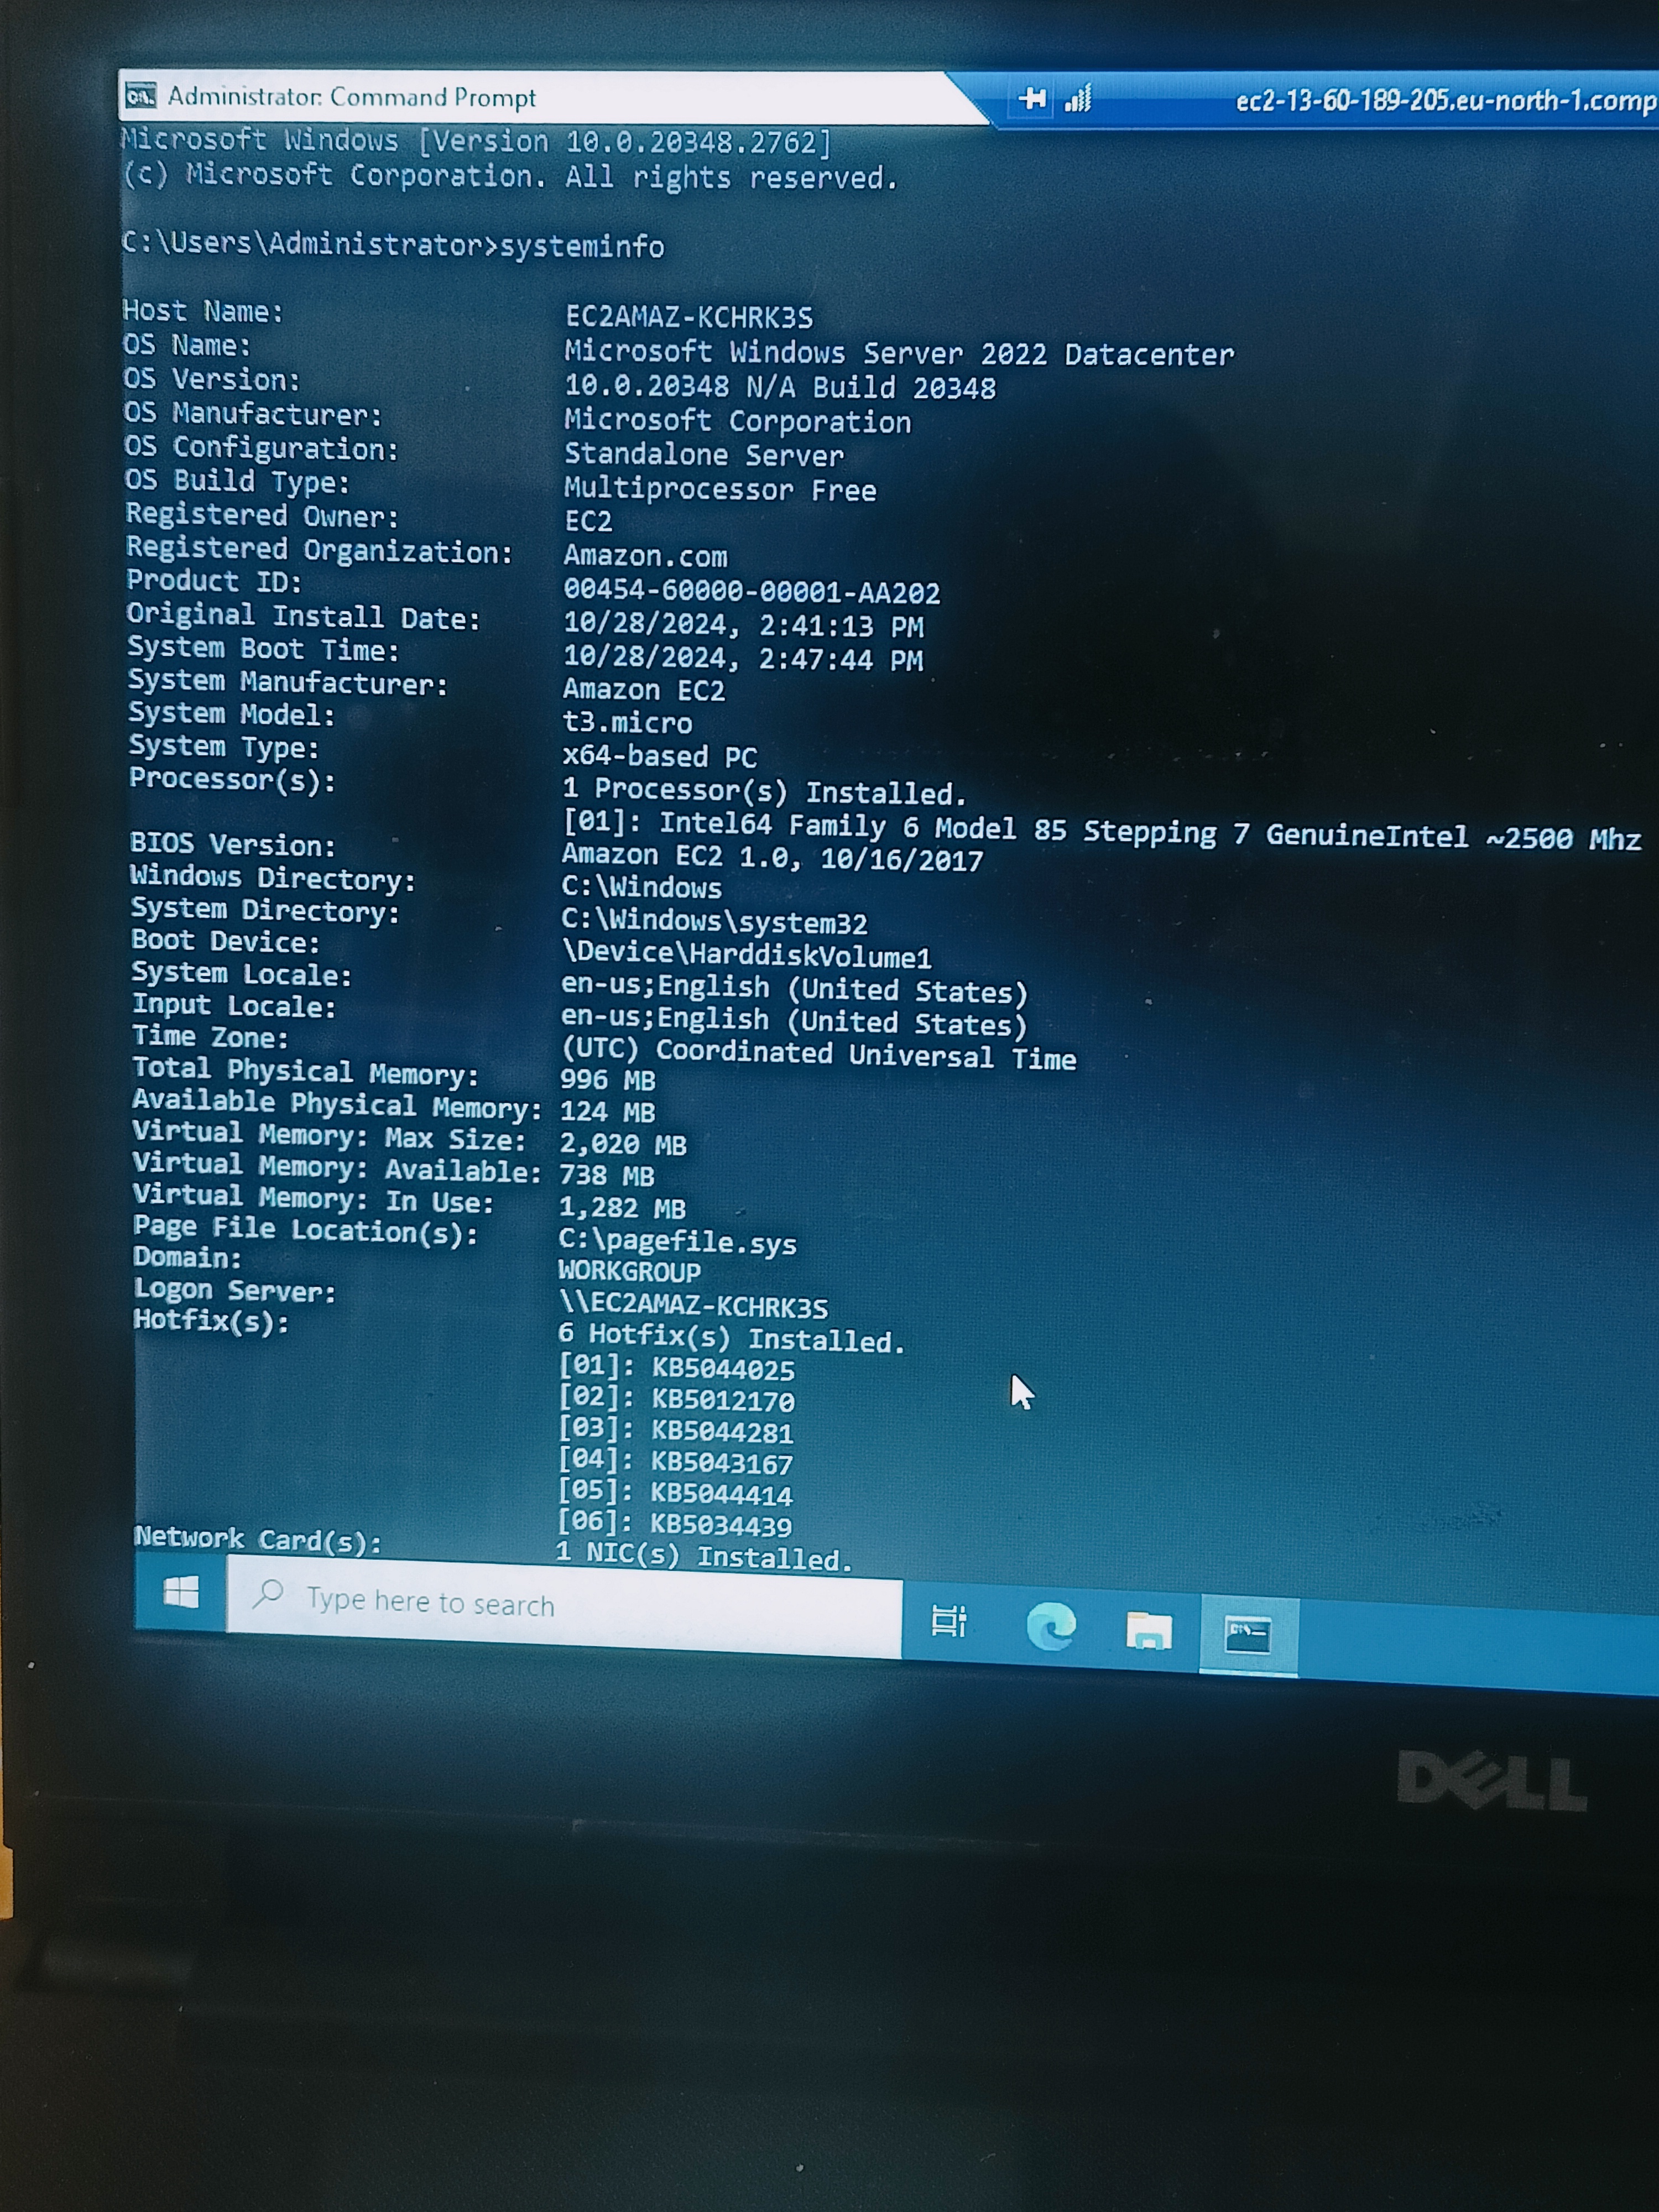 Administrator: Command Prompt
ec2-13-60-189-205.eu-north-1.comp
Microsoft Windows [Version 10.0.20348.2762]
(c) Microsoft Corporation. All rights reserved.
C:\Users\Administrator>systeminfo
Host Name: EC2AMAZ-KCHRK3S
OS Name: Microsoft Windows Server 2022 Datacenter
OS Version: 10.0.20348 N/A Build 20348
OS Manufacturer: Microsoft Corporation
OS Configuration: Standalone Server
OS Build Type: Multiprocessor Free
Registered Owner: EC2
Registered Organization: Amazon.com
Product ID: 00454-60000-00001-AA202
Original Install Date: 10/28/2024, 2:41:13 PM
System Boot Time: 10/28/2024, 2:47:44 PM
System Manufacturer: Amazon EC2
System Model: t3.micro
System Type: x64-based PC
Processor(s): 1 Processor(s) Installed.
[01]: Intel64 Family 6 Model 85 Stepping 7 GenuineIntel ~2500 Mhz
BIOS Version: Amazon EC2 1.0, 10/16/2017
Windows Directory: C:\Windows
System Directory: C:\Windows\system32
Boot Device: \Device\HarddiskVolume1
System Locale: en-us;English (United States)
Input Locale: en-us;English (United States)
Time Zone: (UTC) Coordinated Universal Time
Total Physical Memory: 996 MB
Available Physical Memory: 124 MB
Virtual Memory: Max Size: 2,020 MB
Virtual Memory: Available: 738 MB
Virtual Memory: In Use: 1,282 MB
Page File Location(s): C:\pagefile.sys
Domain: WORKGROUP
Logon Server: \\EC2AMAZ-KCHRK3S
Hotfix(s): 6 Hotfix(s) Installed.
[01]: KB5044025
[02]: KB5012170
[03]: KB5044281
[04]: KB5043167
[05]: KB5044414
[06]: KB5034439
Network Card(s): 1 NIC(s) Installed.
Type here to search
DELL